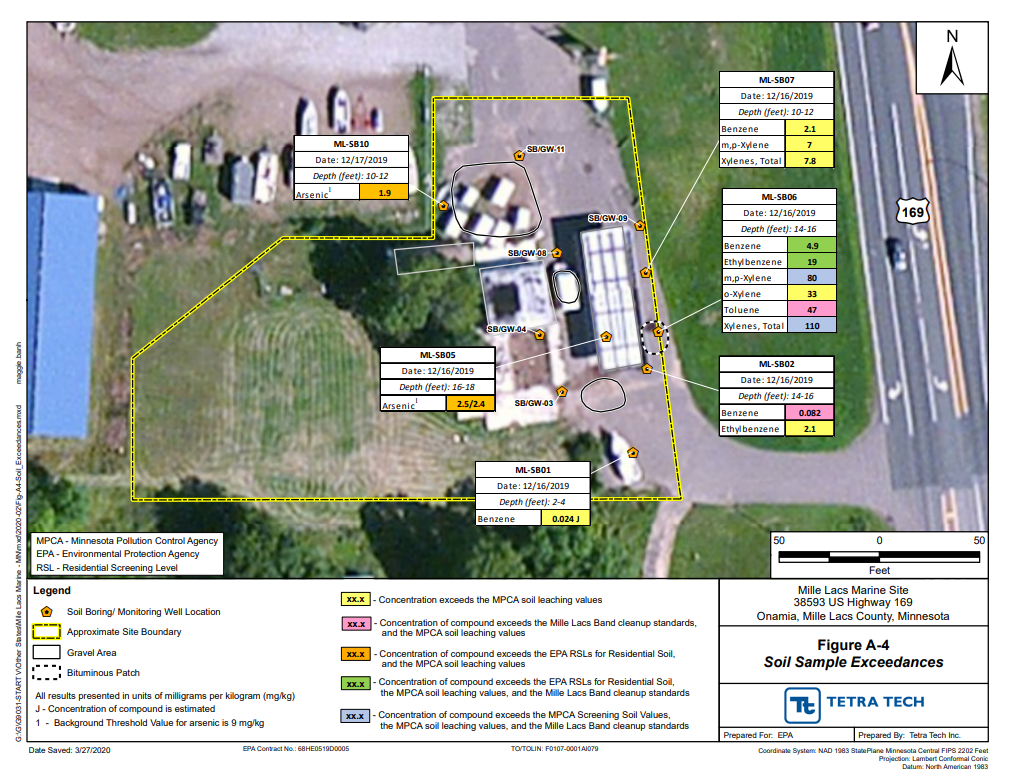 N
ML-SB07
Date: 12/16/2019
Depth (feet): 10-12
Benzene 2.1
m,p-Xylene 7
Xylenes, Total 7.8
ML-SB10
Date: 12/17/2019
Depth (feet): 10-12
Arsenic1 1.9
SB/GW-11
ML-SB06
Date: 12/16/2019
Depth (feet): 14-16
Benzene 4.9
Ethylbenzene 19
m,p-Xylene 80
o-Xylene 33
Toluene 47
Xylenes, Total 110
169
SB/GW-09
SB/GW-08
SB/GW-04
ML-SB05
Date: 12/16/2019
Depth (feet): 16-18
Arsenic1 2.5/2.4
ML-SB02
Date: 12/16/2019
Depth (feet): 14-16
Benzene 0.082
Ethylbenzene 2.1
SB/GW-03
ML-SB01
Date: 12/16/2019
Depth (feet): 2-4
Benzene 0.024 J
MPCA - Minnesota Pollution Control Agency
EPA - Environmental Protection Agency
RSL - Residential Screening Level
50 0 50
Feet
Legend
Soil Boring/ Monitoring Well Location
Approximate Site Boundary
Gravel Area
Bituminous Patch
All results presented in units of milligrams per kilogram (mg/kg)
J - Concentration of compound is estimated
1 - Background Threshold Value for arsenic is 9 mg/kg
xx.x - Concentration exceeds the MPCA soil leaching values
xx.x - Concentration of compound exceeds the Mille Lacs Band cleanup standards,
and the MPCA soil leaching values
xx.x - Concentration of compound exceeds the EPA RSLs for Residential Soil,
and the MPCA soil leaching values
xx.x - Concentration of compound exceeds the EPA RSLs for Residential Soil,
the MPCA soil leaching values, and the Mille Lacs Band cleanup standards
xx.x - Concentration of compound exceeds the MPCA Screening Soil Values,
the MPCA soil leaching values, and the Mille Lacs Band cleanup standards
Mille Lacs Marine Site
38593 US Highway 169
Onamia, Mille Lacs County, Minnesota
Figure A-4
Soil Sample Exceedances
Tt TETRA TECH
Prepared For: EPA Prepared By: Tetra Tech Inc.
Date Saved: 3/27/2020
EPA Contract No.: 68HE0519D0005
TO/TOLIN: F0107-0001AI079
Coordinate System: NAD 1983 StatePlane Minnesota Central FIPS 2202 Feet
Projection: Lambert Conformal Conic
Datum: North American 1983
maggie.banh